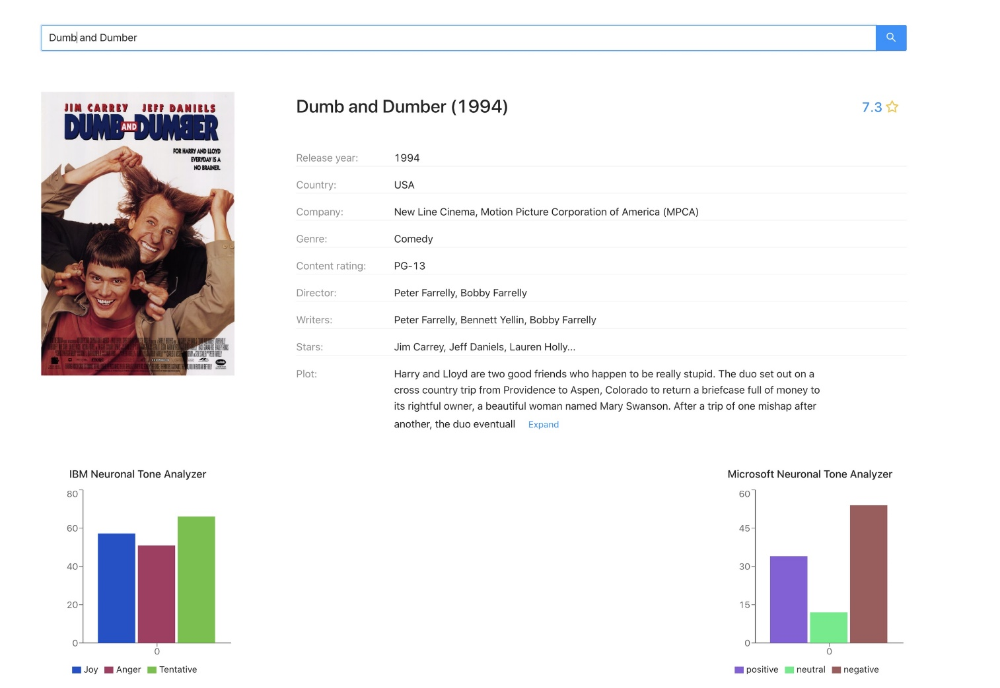 Dumb and Dumber
JIM CARREY JEFF DANIELS
DUMB AND DUMBER
FOR HARRY AND LLOYD
EVERYDAY IS A
NO BRAINER.
Dumb and Dumber (1994)
7.3
Release year: 1994
Country: USA
Company: New Line Cinema, Motion Picture Corporation of America (MPCA)
Genre: Comedy
Content rating: PG-13
Director: Peter Farrelly, Bobby Farrelly
Writers: Peter Farrelly, Bennett Yellin, Bobby Farrelly
Stars: Jim Carrey, Jeff Daniels, Lauren Holly...
Plot: Harry and Lloyd are two good friends who happen to be really stupid. The duo set out on a
cross country trip from Providence to Aspen, Colorado to return a briefcase full of money to
its rightful owner, a beautiful woman named Mary Swanson. After a trip of one mishap after
another, the duo eventuall Expand
IBM Neuronal Tone Analyzer
80
60
40
20
0
0
Joy Anger Tentative
Microsoft Neuronal Tone Analyzer
60
45
30
15
0
0
positive neutral negative